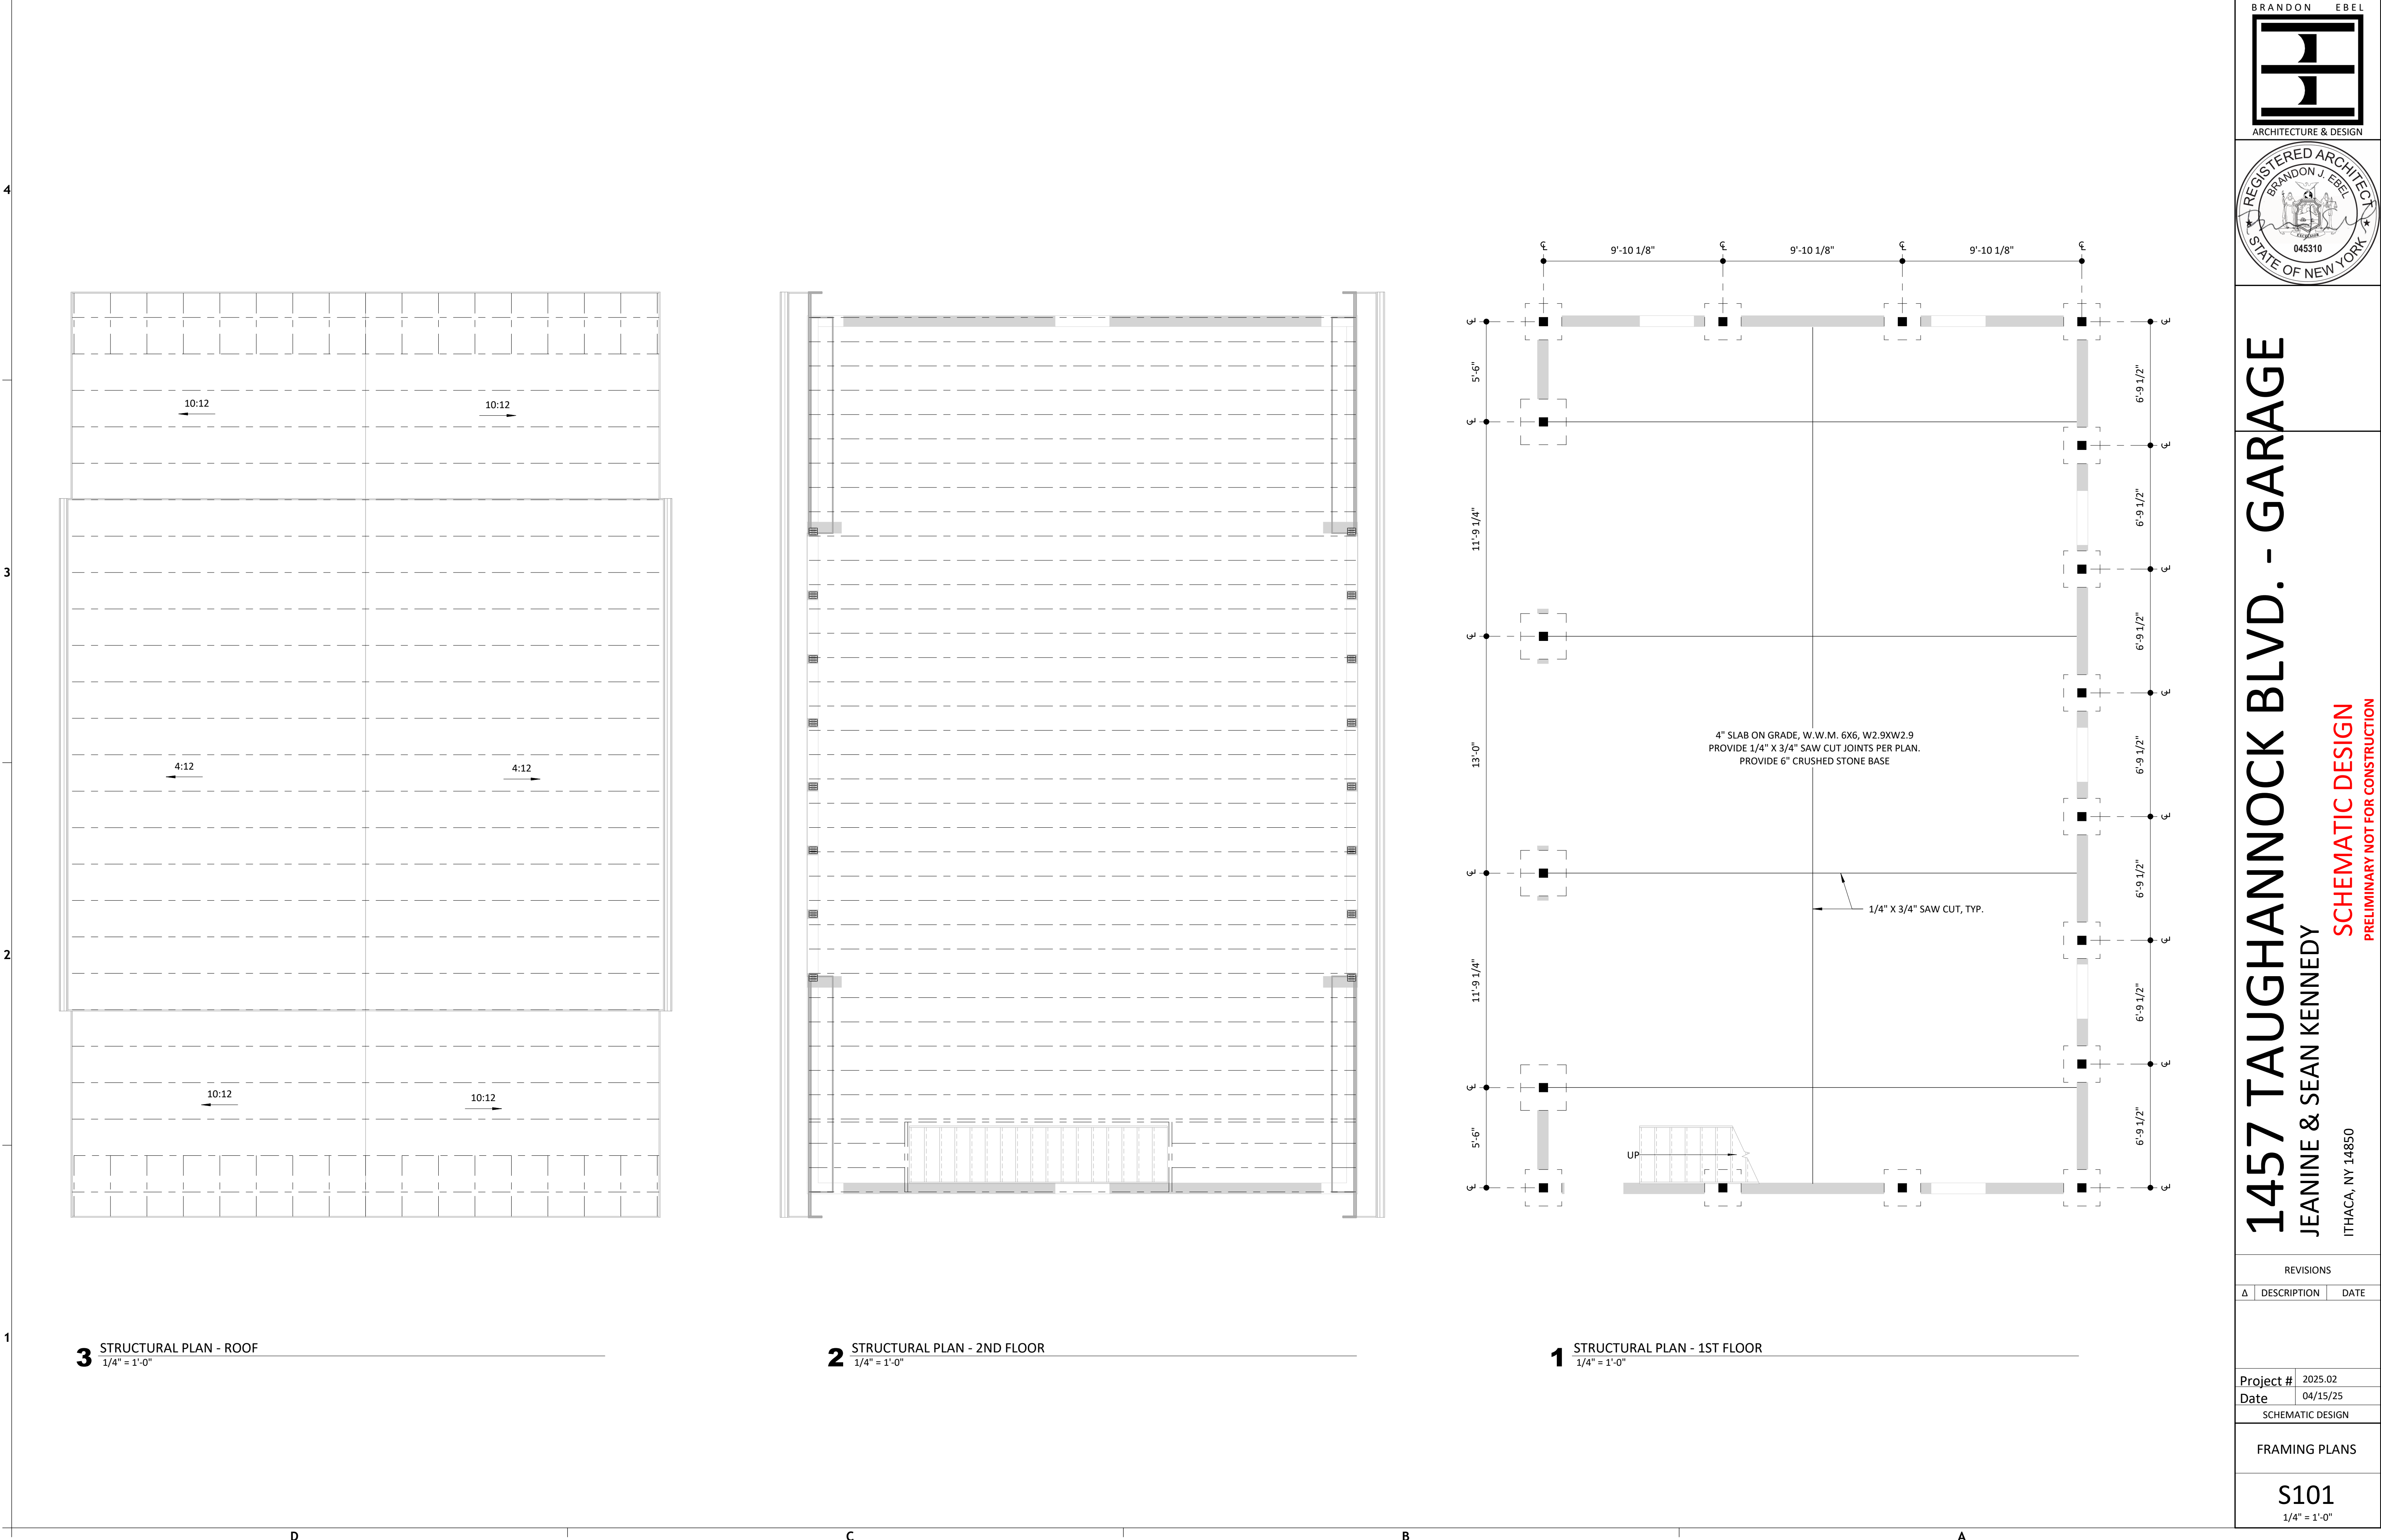 BRANDON EBEL
ARCHITECTURE & DESIGN
REGISTERED ARCHITECT
BRANDON J. EBEL
EXCELSIOR
045310
STATE OF NEW YORK
1457 TAUGHANNOCK BLVD. - GARAGE
JEANINE & SEAN KENNEDY
ITHACA, NY 14850
SCHEMATIC DESIGN
PRELIMINARY NOT FOR CONSTRUCTION
REVISIONS
Δ DESCRIPTION DATE
Project # 2025.02
Date 04/15/25
SCHEMATIC DESIGN
FRAMING PLANS
S101
1/4" = 1'-0"
4
3
2
1
D
C
B
A
10:12
10:12
4:12
4:12
10:12
10:12
3 STRUCTURAL PLAN - ROOF
1/4" = 1'-0"
2 STRUCTURAL PLAN - 2ND FLOOR
1/4" = 1'-0"
9'-10 1/8"
9'-10 1/8"
9'-10 1/8"
5'-6"
11'-9 1/4"
13'-0"
11'-9 1/4"
5'-6"
6'-9 1/2"
6'-9 1/2"
6'-9 1/2"
6'-9 1/2"
6'-9 1/2"
6'-9 1/2"
6'-9 1/2"
4" SLAB ON GRADE, W.W.M. 6X6, W2.9XW2.9
PROVIDE 1/4" X 3/4" SAW CUT JOINTS PER PLAN.
PROVIDE 6" CRUSHED STONE BASE
1/4" X 3/4" SAW CUT, TYP.
UP
1 STRUCTURAL PLAN - 1ST FLOOR
1/4" = 1'-0"